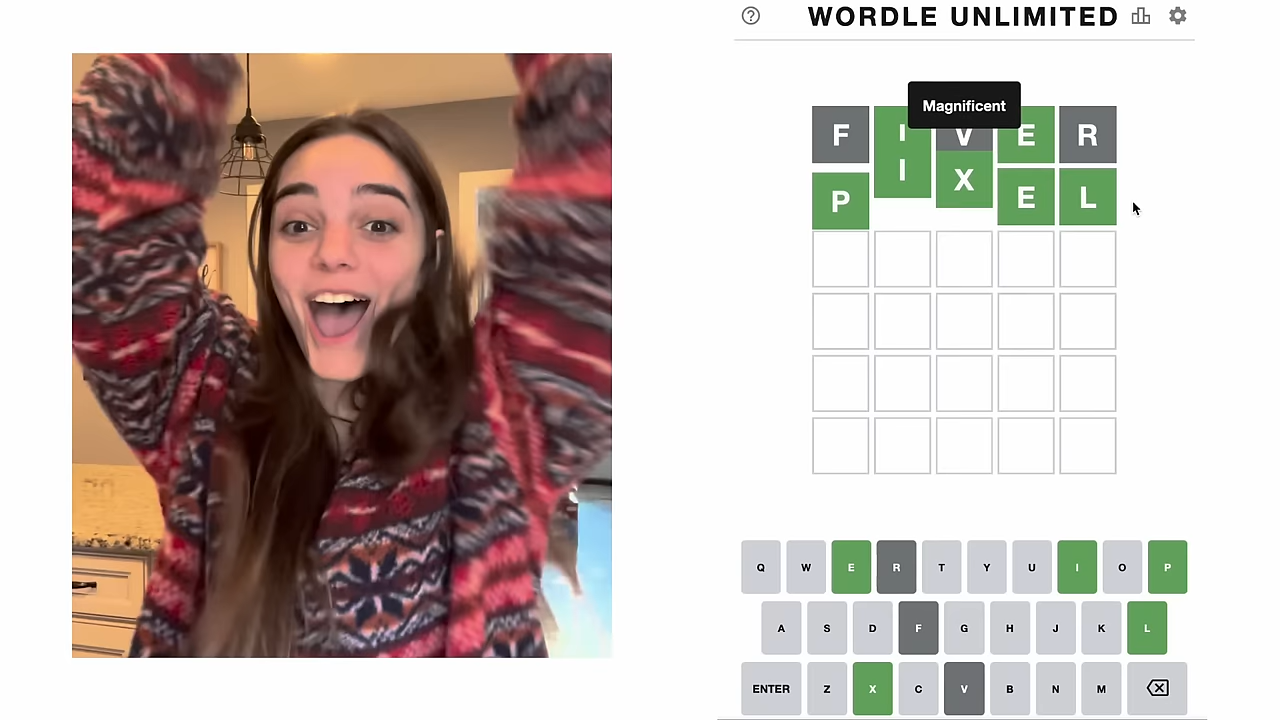 WORDLE UNLIMITED
Magnificent
F I V E R
P I X E L
Q W E R T Y U I O P
A S D F G H J K L
ENTER Z X C V B N M